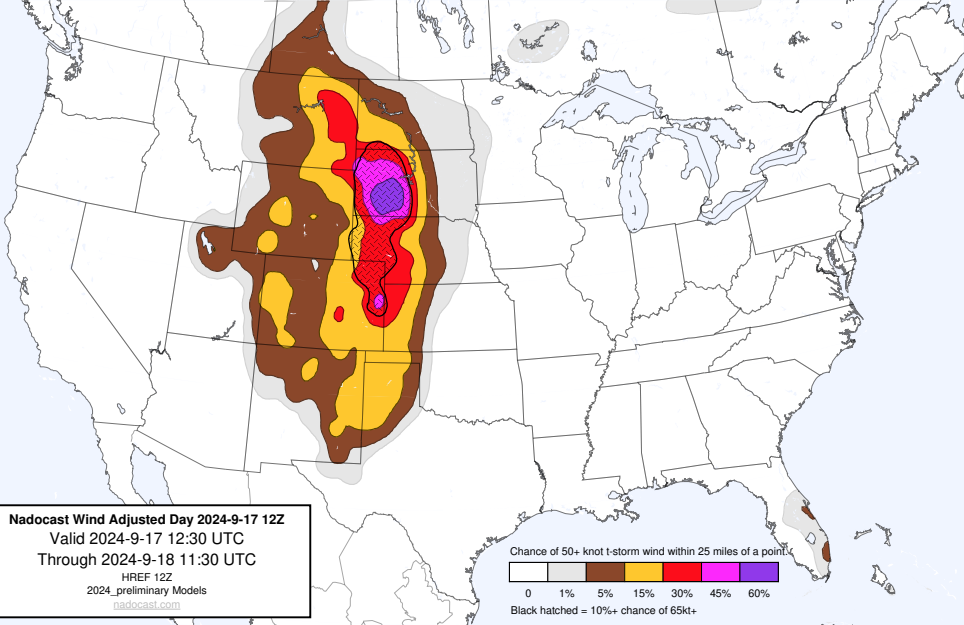 Nadocast Wind Adjusted Day 2024-9-17 12Z
Valid 2024-9-17 12:30 UTC
Through 2024-9-18 11:30 UTC
HREF 12Z
2024_preliminary Models
nadocast.com
Chance of 50+ knot t-storm wind within 25 miles of a point.
0 1% 5% 15% 30% 45% 60%
Black hatched = 10%+ chance of 65kt+